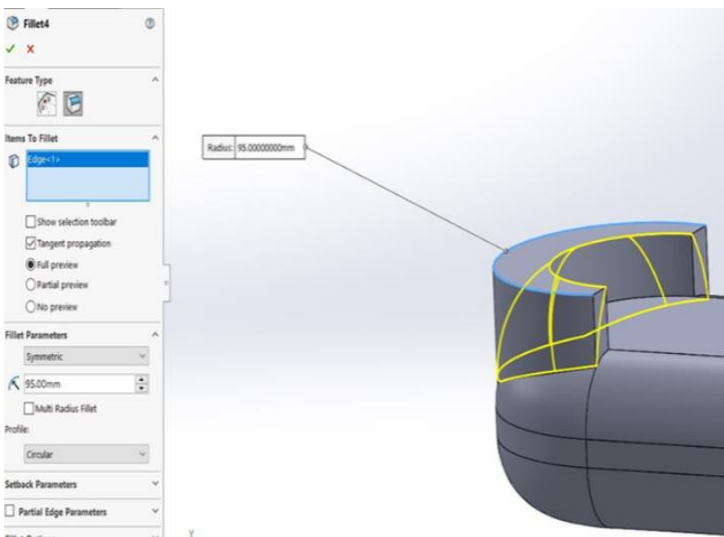 Fillet4
Feature Type
Items To Fillet
Edge<1>
Show selection toolbar
Tangent propagation
Full preview
Partial preview
No preview
Fillet Parameters
Symmetric
95.00mm
Multi Radius Fillet
Profile:
Circular
Setback Parameters
Partial Edge Parameters
Radius: 95.00000000mm
Y